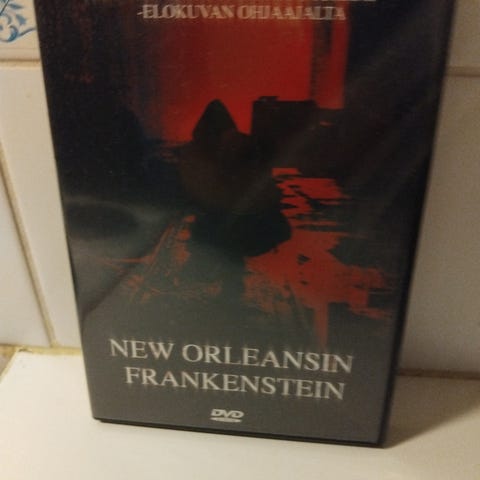 -ELOKUVAN OHJAAJALTA
NEW ORLEANSIN
FRANKENSTEIN
DVD